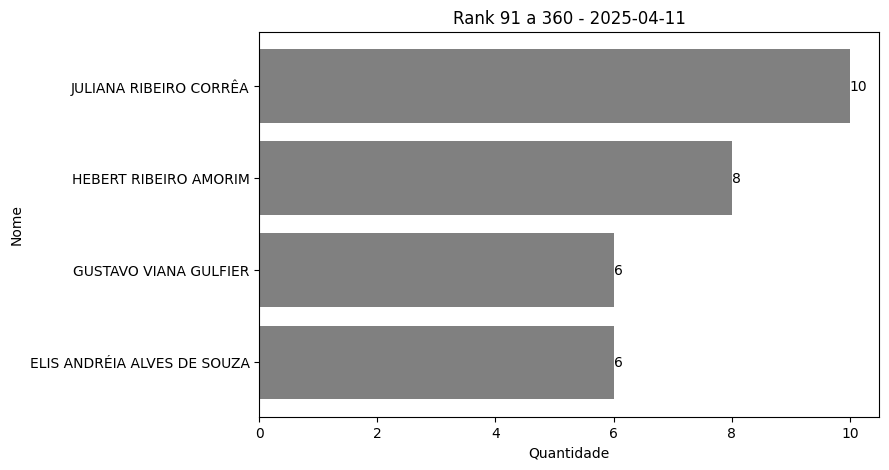 Rank 91 a 360 - 2025-04-11
JULIANA RIBEIRO CORRÊA
10
HEBERT RIBEIRO AMORIM
8
GUSTAVO VIANA GULFIER
6
ELIS ANDRÉIA ALVES DE SOUZA
6
Nome
0 2 4 6 8 10
Quantidade